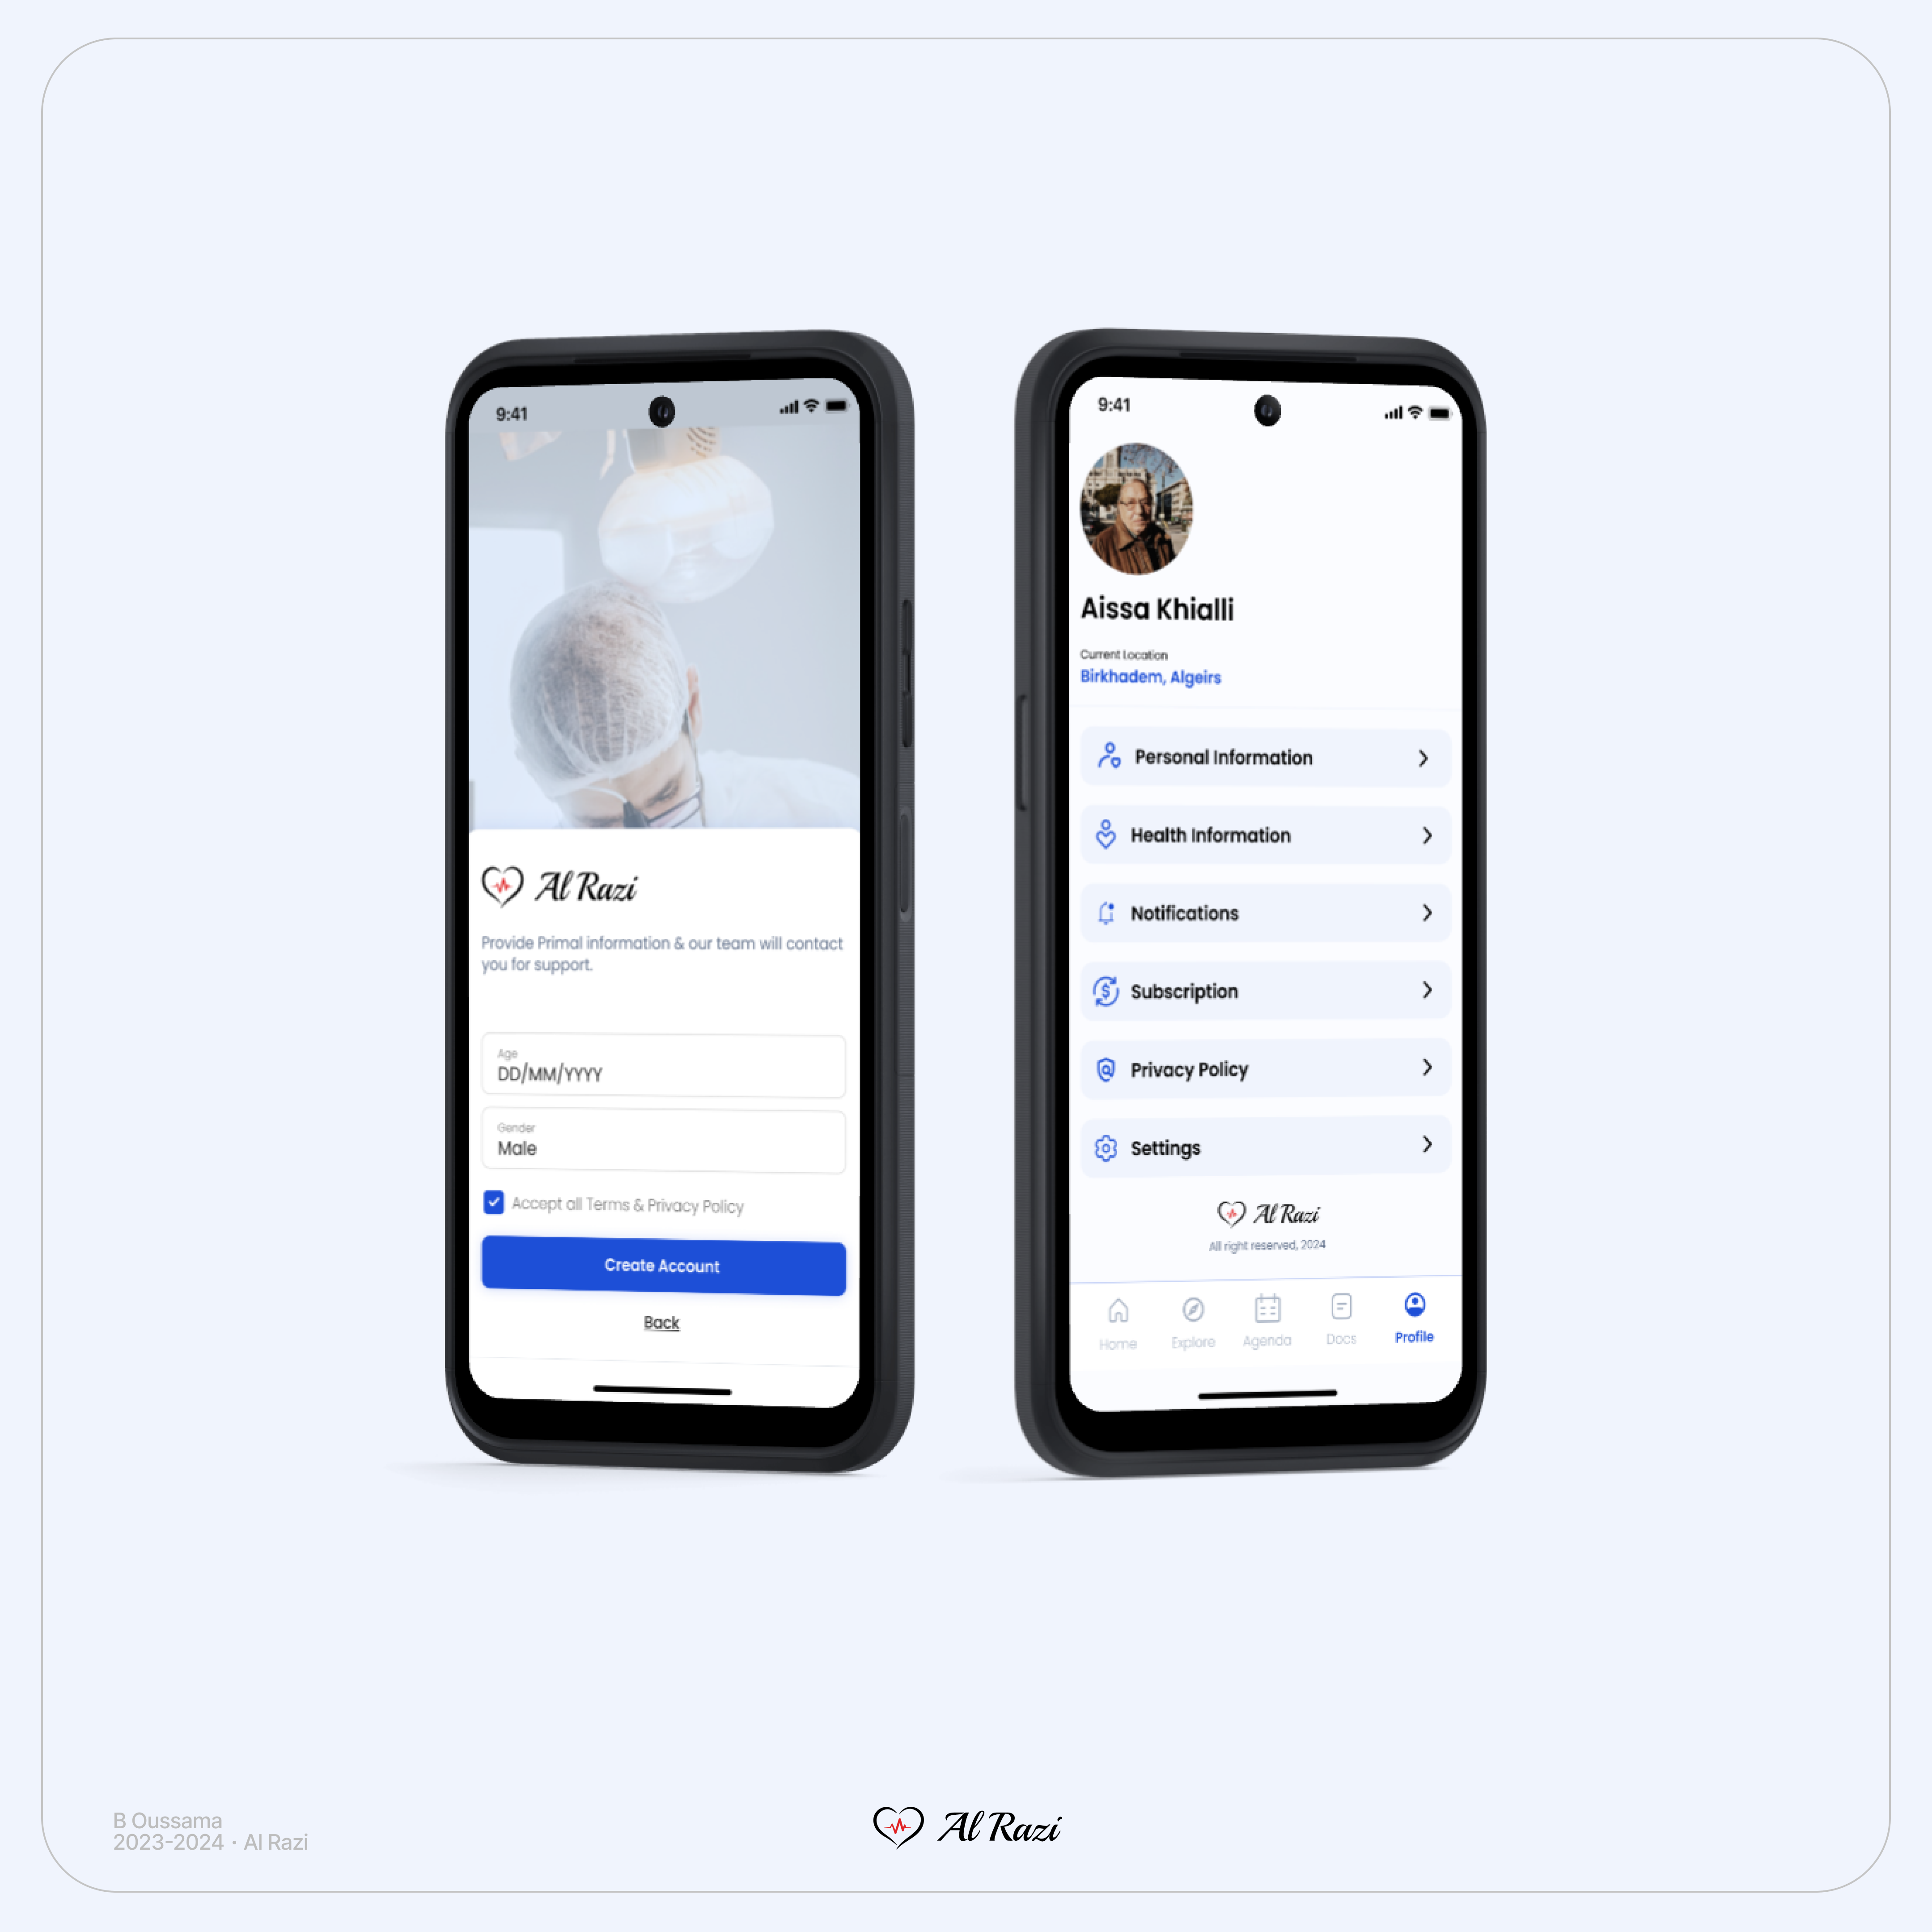 9:41
Al Razi
Provide Primal information & our team will contact
you for support.
Age
DD/MM/YYYY
Gender
Male
Accept all Terms & Privacy Policy
Create Account
Back
9:41
Aissa Khialli
Current Location
Birkhadem, Algeirs
Personal Information
Health Information
Notifications
Subscription
Privacy Policy
Settings
Al Razi
All right reserved, 2024
Home
Explore
Agenda
Docs
Profile
B Oussama
2023-2024 · Al Razi
Al Razi